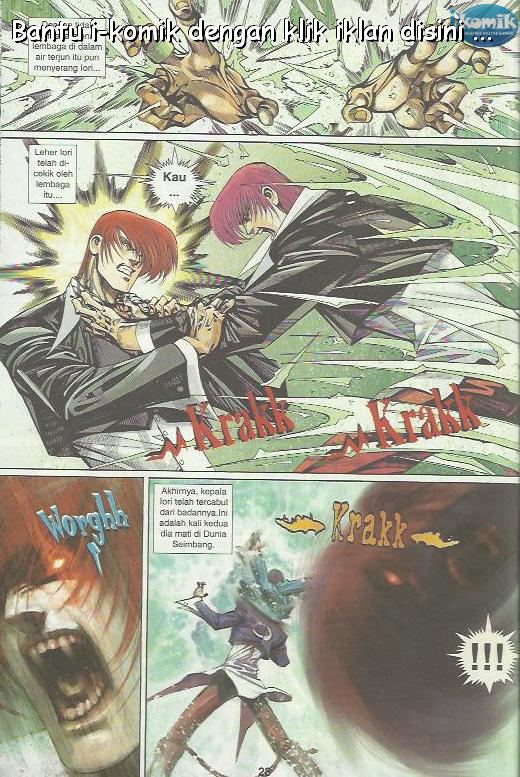 Bantu i-komik dengan klik iklan disini ...
i komik
lembaga di dalam
air terjun itu pun
menyerang Iori....
Leher Iori
telah di-
cekik oleh
lembaga
itu....
Kau
...
Krakk
Krakk
Worghh
Akhirnya, kepala
Iori telah tercabut
dari badannya.Ini
adalah kali kedua
dia mati di Dunia
Seimbang.
Krakk
!!!
28